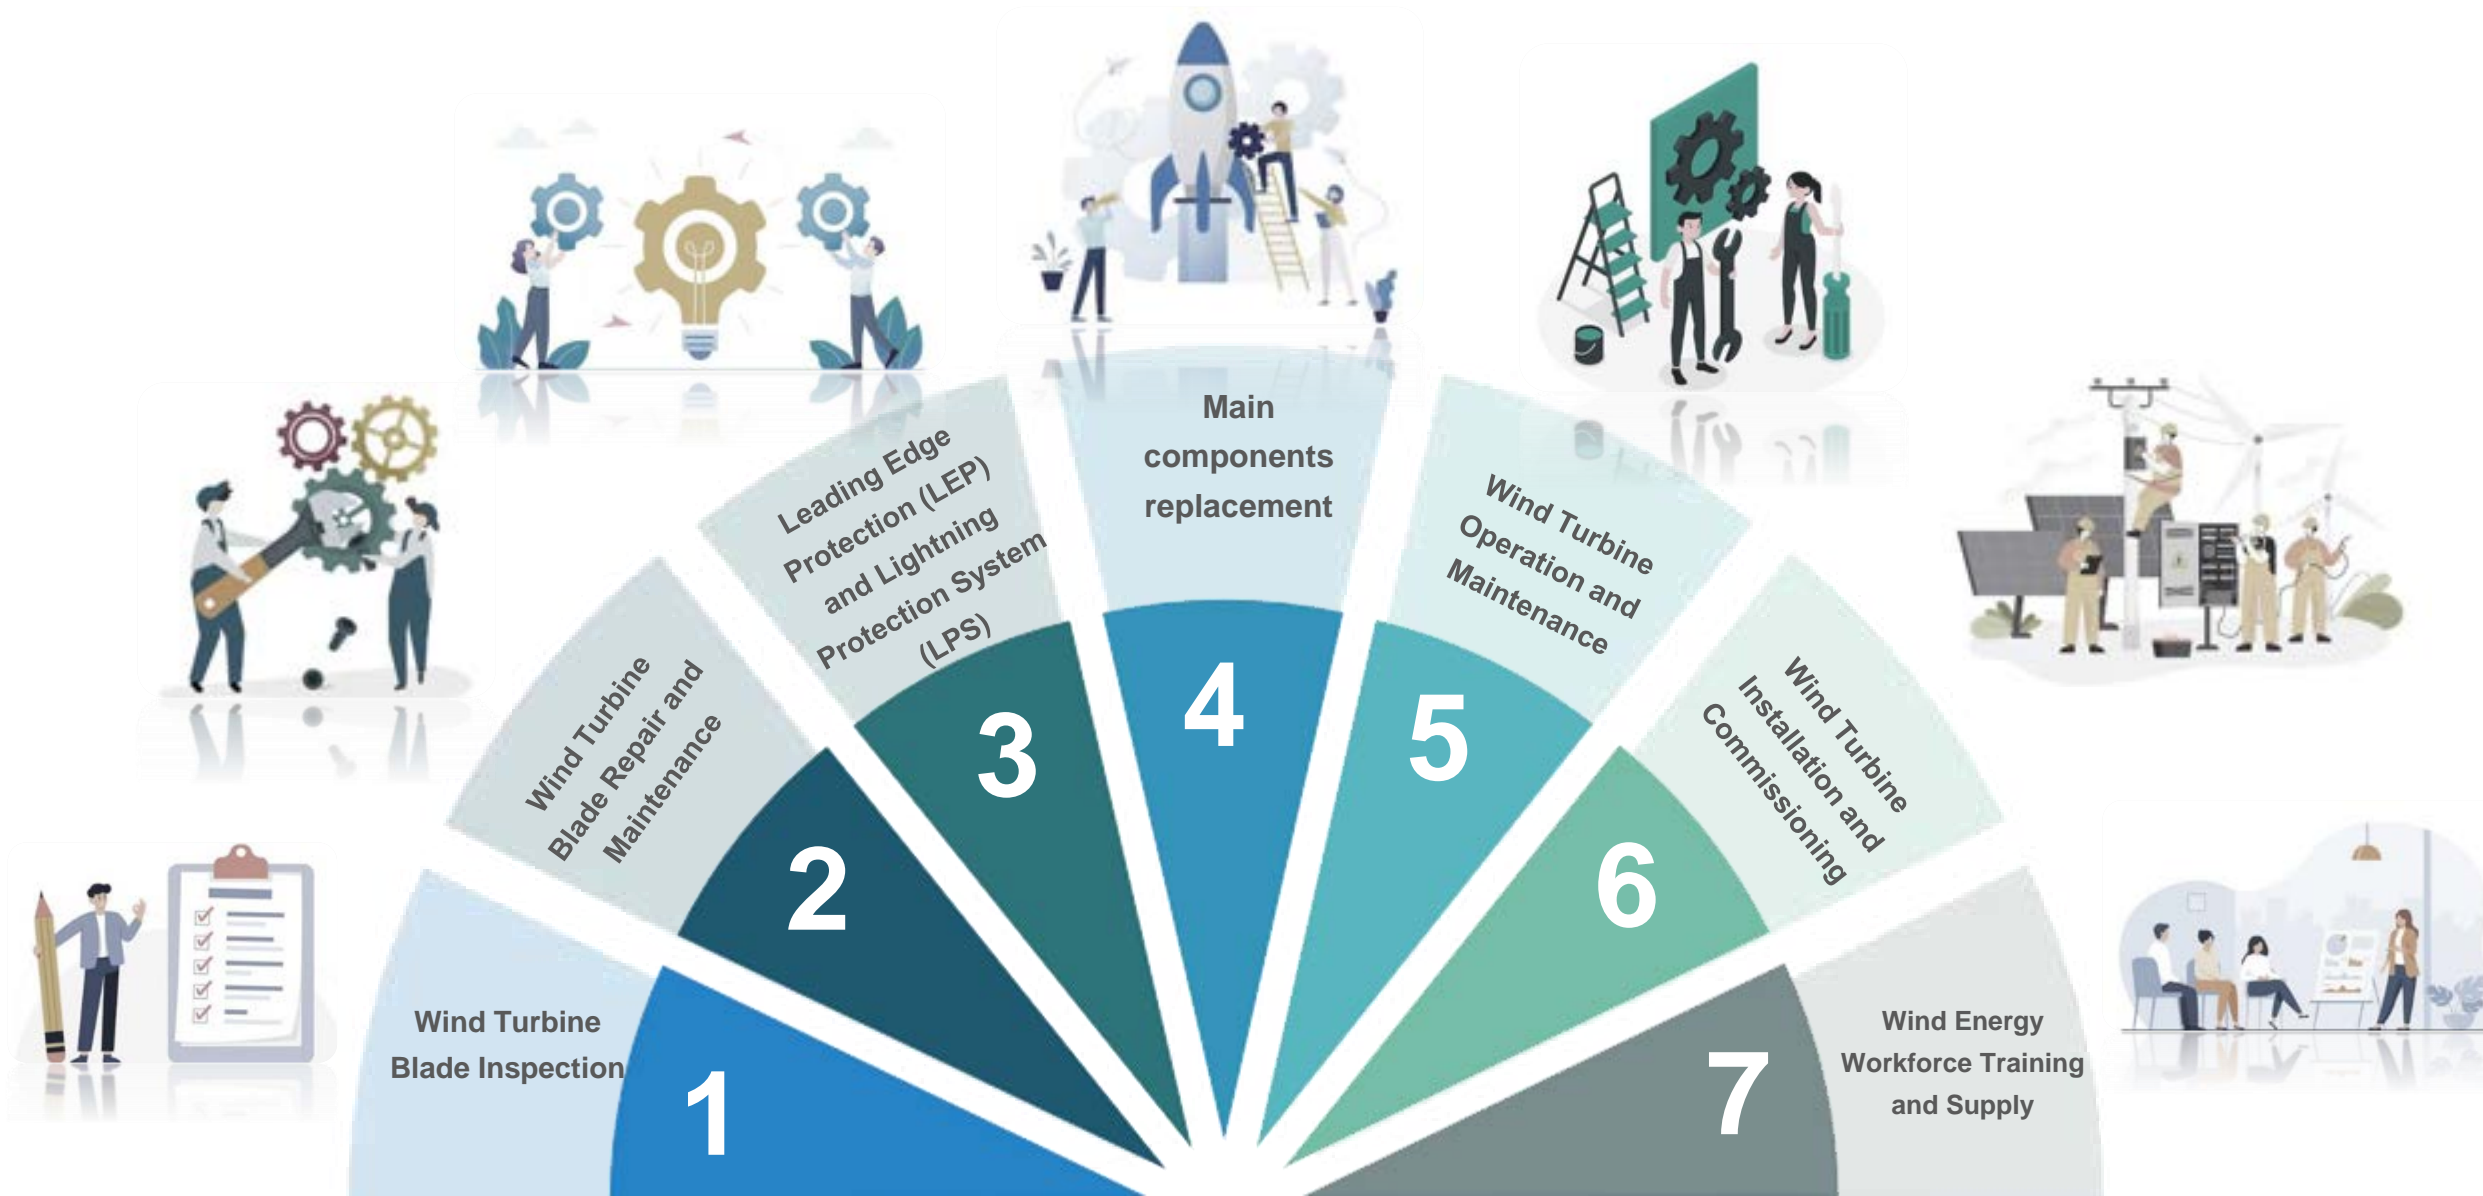 1
Wind Turbine
Blade Inspection
2
Wind Turbine
Blade Repair and
Maintenance
3
Leading Edge
Protection (LEP)
and Lightning
Protection System
(LPS)
4
Main
components
replacement
5
Wind Turbine
Operation and
Maintenance
6
Wind Turbine
Installation and
Commissioning
7
Wind Energy
Workforce Training
and Supply